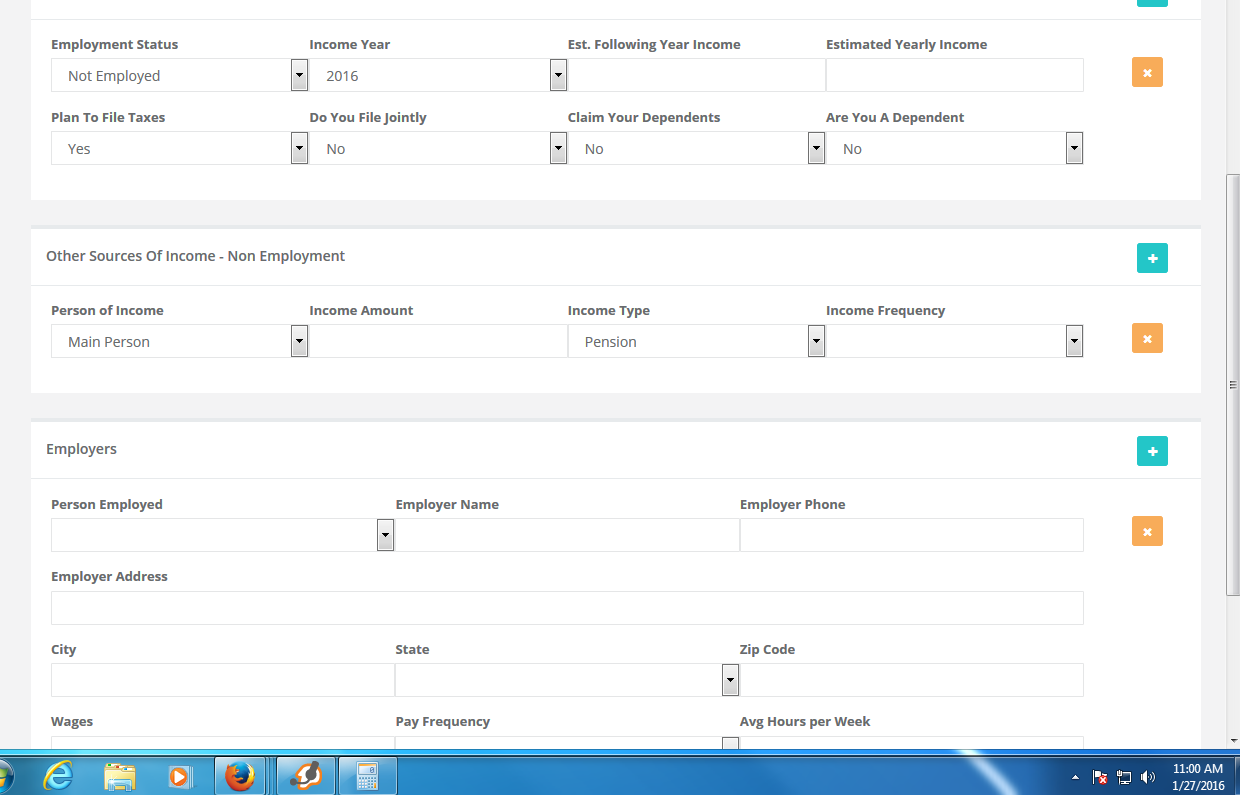 Employment Status Income Year Est. Following Year Income Estimated Yearly Income
Not Employed 2016
Plan To File Taxes Do You File Jointly Claim Your Dependents Are You A Dependent
Yes No No No
Other Sources Of Income - Non Employment
Person of Income Income Amount Income Type Income Frequency
Main Person Pension
Employers
Person Employed Employer Name Employer Phone
Employer Address
City State Zip Code
Wages Pay Frequency Avg Hours per Week
11:00 AM
1/27/2016